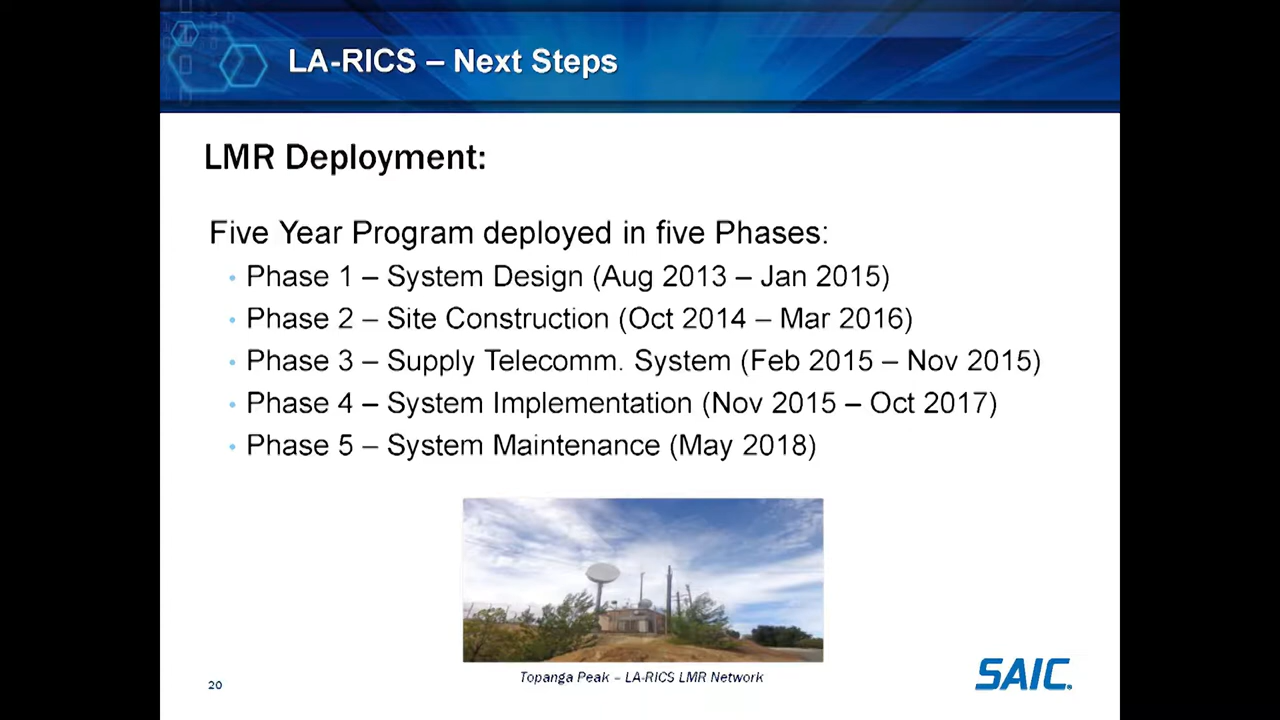 LA-RICS – Next Steps
LMR Deployment:
Five Year Program deployed in five Phases:
• Phase 1 – System Design (Aug 2013 – Jan 2015)
• Phase 2 – Site Construction (Oct 2014 – Mar 2016)
• Phase 3 – Supply Telecomm. System (Feb 2015 – Nov 2015)
• Phase 4 – System Implementation (Nov 2015 – Oct 2017)
• Phase 5 – System Maintenance (May 2018)
Topanga Peak – LA-RICS LMR Network
20
SAIC.